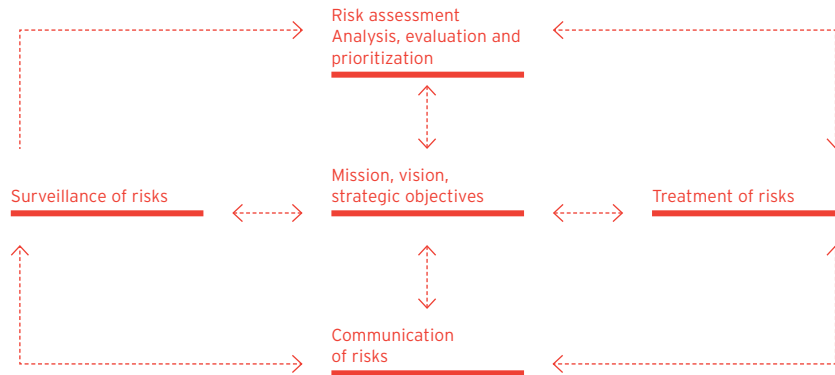 Risk assessment
Analysis, evaluation and
prioritization
Surveillance of risks
Mission, vision,
strategic objectives
Treatment of risks
Communication
of risks